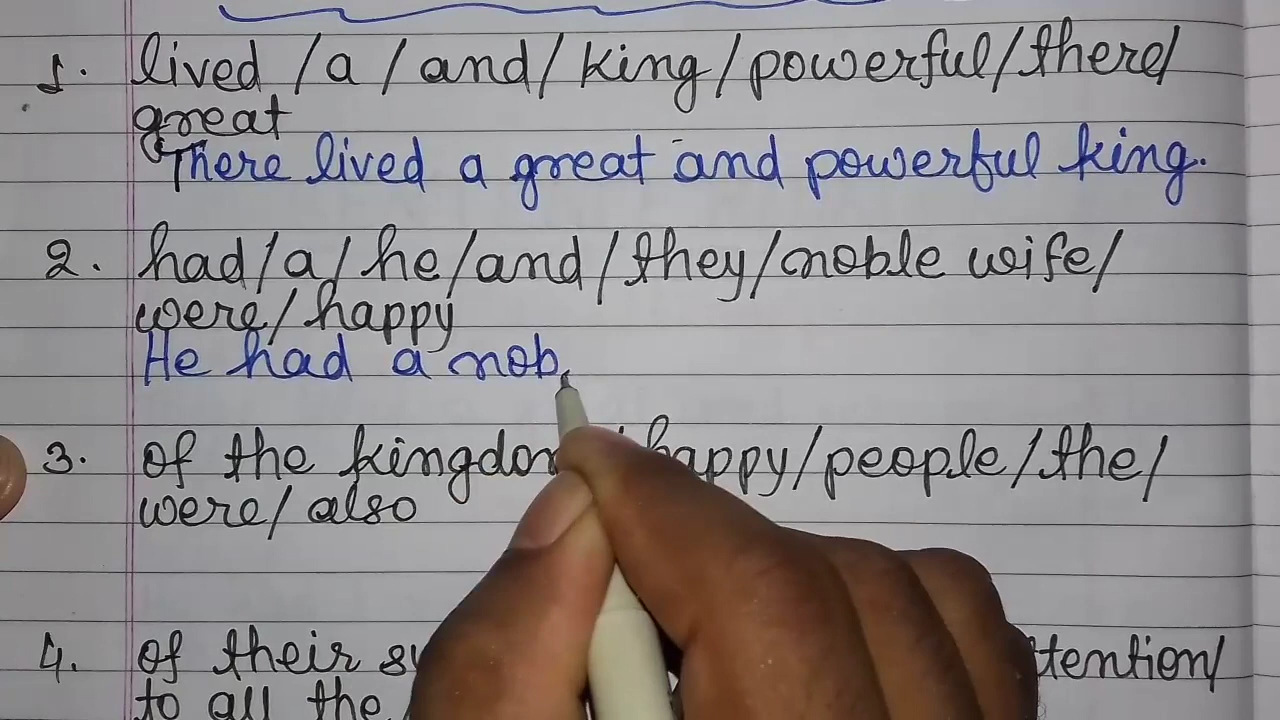 1. lived / a / and / king / powerful / there /
great
There lived a great and powerful king.
2. had / a / he / and / they / noble wife /
were / happy
He had a nob
3. of the happy / people / the /
were / also
4. of their
to all the